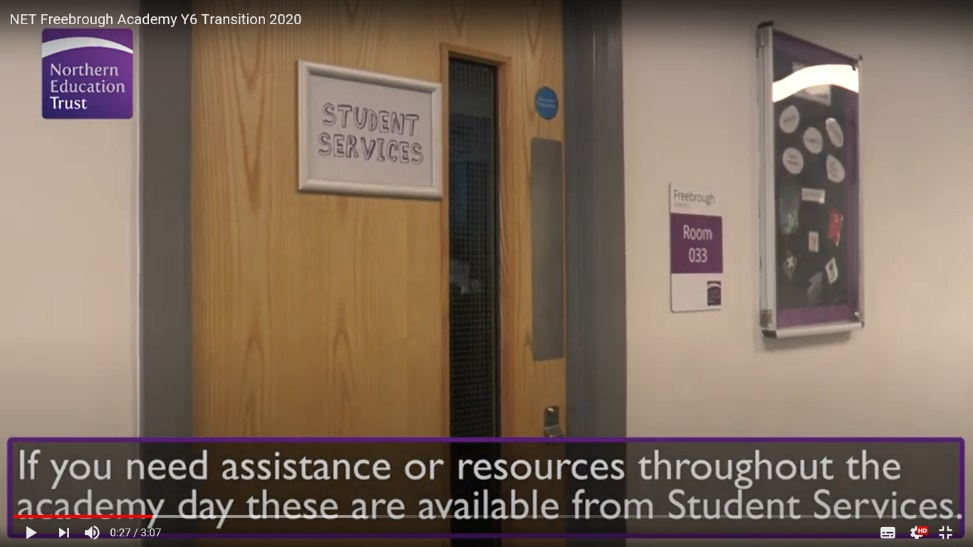 NET Freebrough Academy Y6 Transition 2020
Northern
Education
Trust
STUDENT
SERVICES
Freebrough
Room
033
If you need assistance or resources throughout the
academy day these are available from Student Services.
0:27 / 3:07
HD